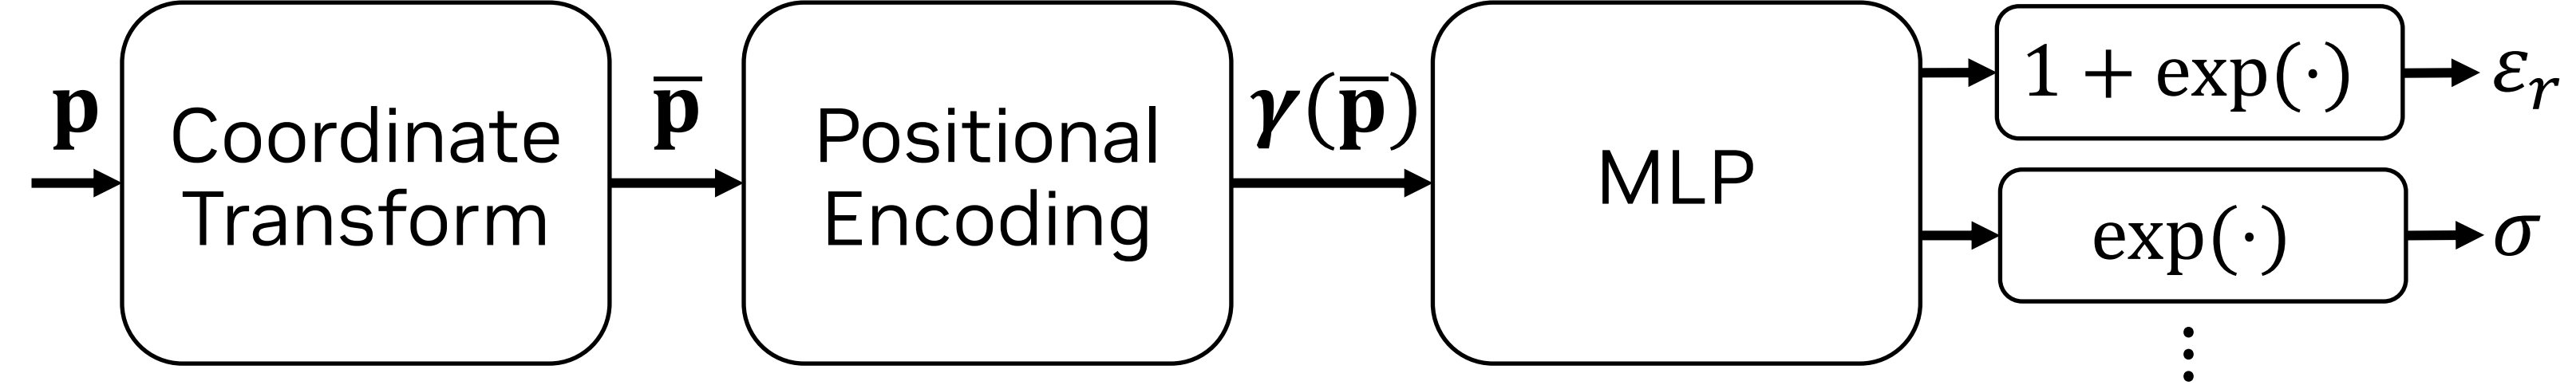 p
Coordinate
Transform
p̅
Positional
Encoding
γ(p̅)
MLP
1 + exp(·)
εᵣ
exp(·)
σ
⋮